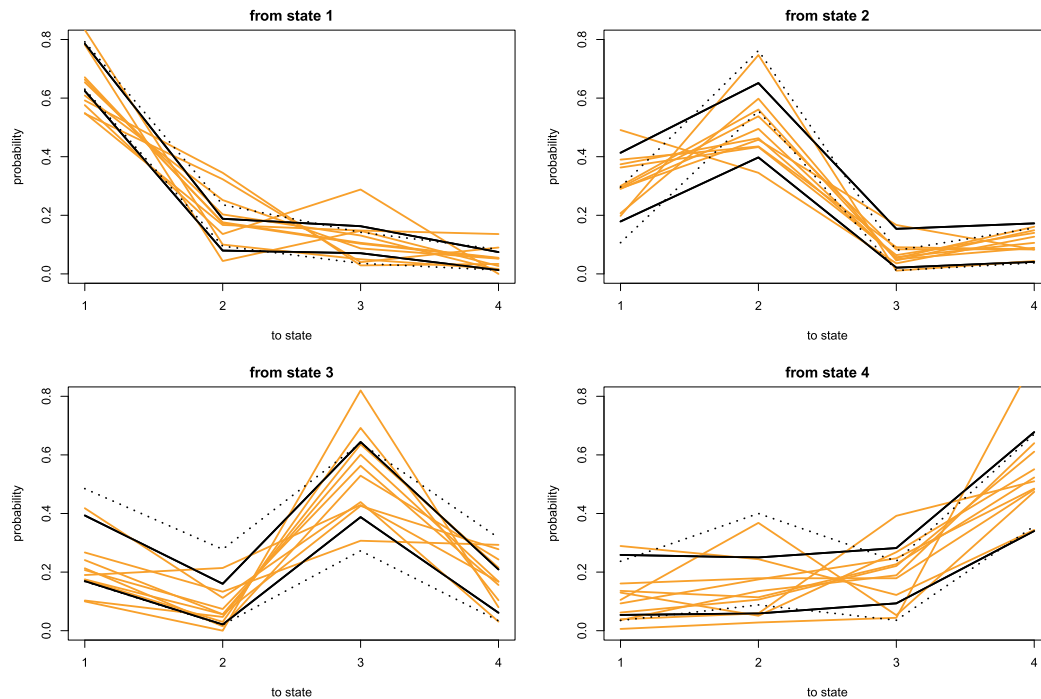 from state 1
probability
0.8
0.6
0.4
0.2
0.0
1 2 3 4
to state
from state 2
probability
0.8
0.6
0.4
0.2
0.0
1 2 3 4
to state
from state 3
probability
0.8
0.6
0.4
0.2
0.0
1 2 3 4
to state
from state 4
probability
0.8
0.6
0.4
0.2
0.0
1 2 3 4
to state